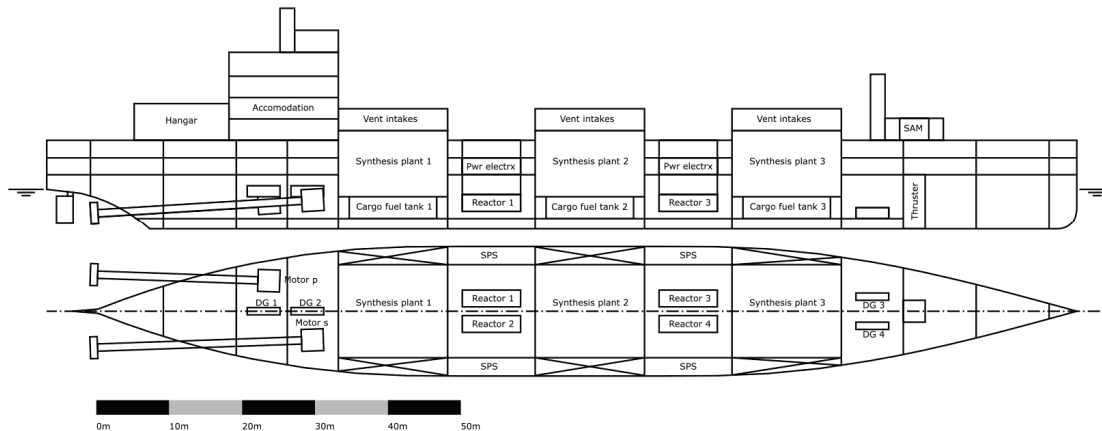 Hangar
Accomodation
Vent intakes
Vent intakes
Vent intakes
SAM
Synthesis plant 1
Pwr electrx
Synthesis plant 2
Pwr electrx
Synthesis plant 3
Cargo fuel tank 1
Reactor 1
Cargo fuel tank 2
Reactor 3
Cargo fuel tank 3
Thruster
SPS
SPS
Motor p
DG 1
DG 2
Synthesis plant 1
Reactor 1
Synthesis plant 2
Reactor 3
Synthesis plant 3
DG 3
Motor s
Reactor 2
Reactor 4
DG 4
SPS
SPS
0m
10m
20m
30m
40m
50m